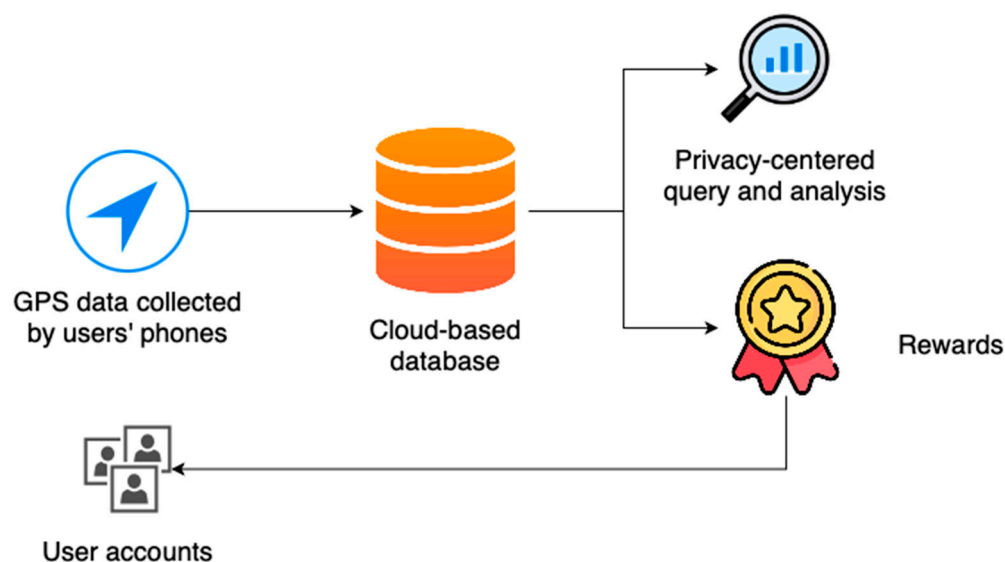 GPS data collected
by users' phones
Cloud-based
database
Privacy-centered
query and analysis
Rewards
User accounts